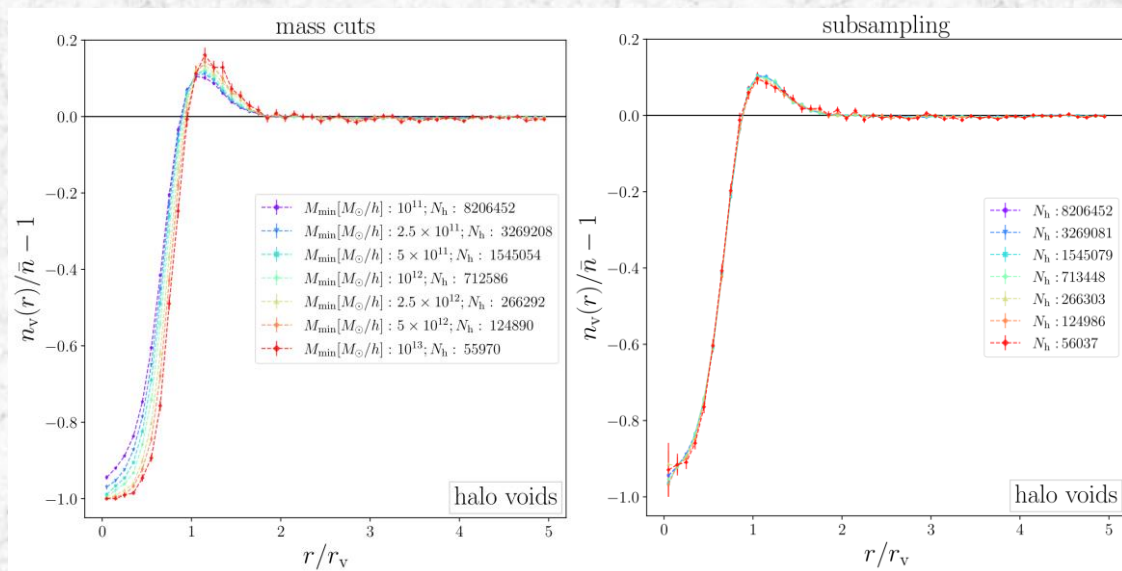 mass cuts
0.2
0.0
−0.2
−0.4
−0.6
−0.8
−1.0
n_v(r)/n̄ − 1
M_min[M_⊙/h] : 10^11; N_h : 8206452
M_min[M_⊙/h] : 2.5 × 10^11; N_h : 3269208
M_min[M_⊙/h] : 5 × 10^11; N_h : 1545054
M_min[M_⊙/h] : 10^12; N_h : 712586
M_min[M_⊙/h] : 2.5 × 10^12; N_h : 266292
M_min[M_⊙/h] : 5 × 10^12; N_h : 124890
M_min[M_⊙/h] : 10^13; N_h : 55970
halo voids
0 1 2 3 4 5
r/r_v
subsampling
0.2
0.0
−0.2
−0.4
−0.6
−0.8
−1.0
n_v(r)/n̄ − 1
N_h : 8206452
N_h : 3269081
N_h : 1545079
N_h : 713448
N_h : 266303
N_h : 124986
N_h : 56037
halo voids
0 1 2 3 4 5
r/r_v